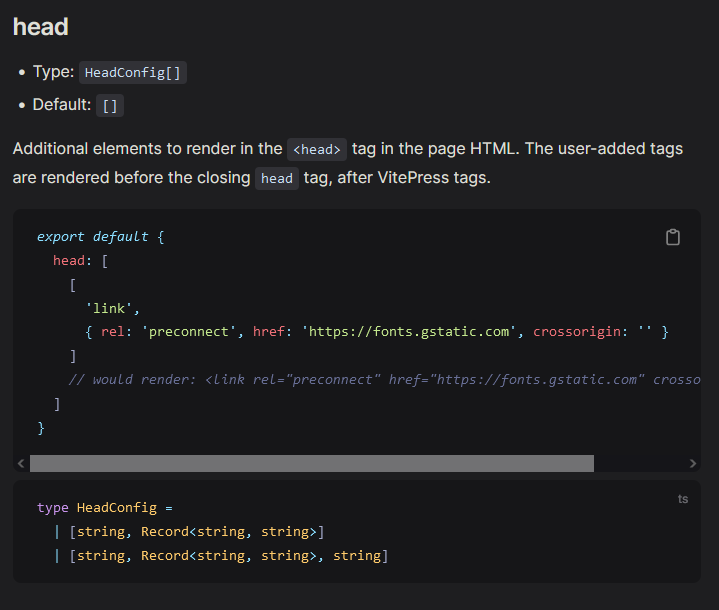 head
• Type: HeadConfig[]
• Default: []
Additional elements to render in the <head> tag in the page HTML. The user-added tags
are rendered before the closing head tag, after VitePress tags.
export default {
  head: [
    [
      'link',
      { rel: 'preconnect', href: 'https://fonts.gstatic.com', crossorigin: '' }
    ]
    // would render: <link rel="preconnect" href="https://fonts.gstatic.com" crosso
  ]
}
ts
type HeadConfig =
  | [string, Record<string, string>]
  | [string, Record<string, string>, string]